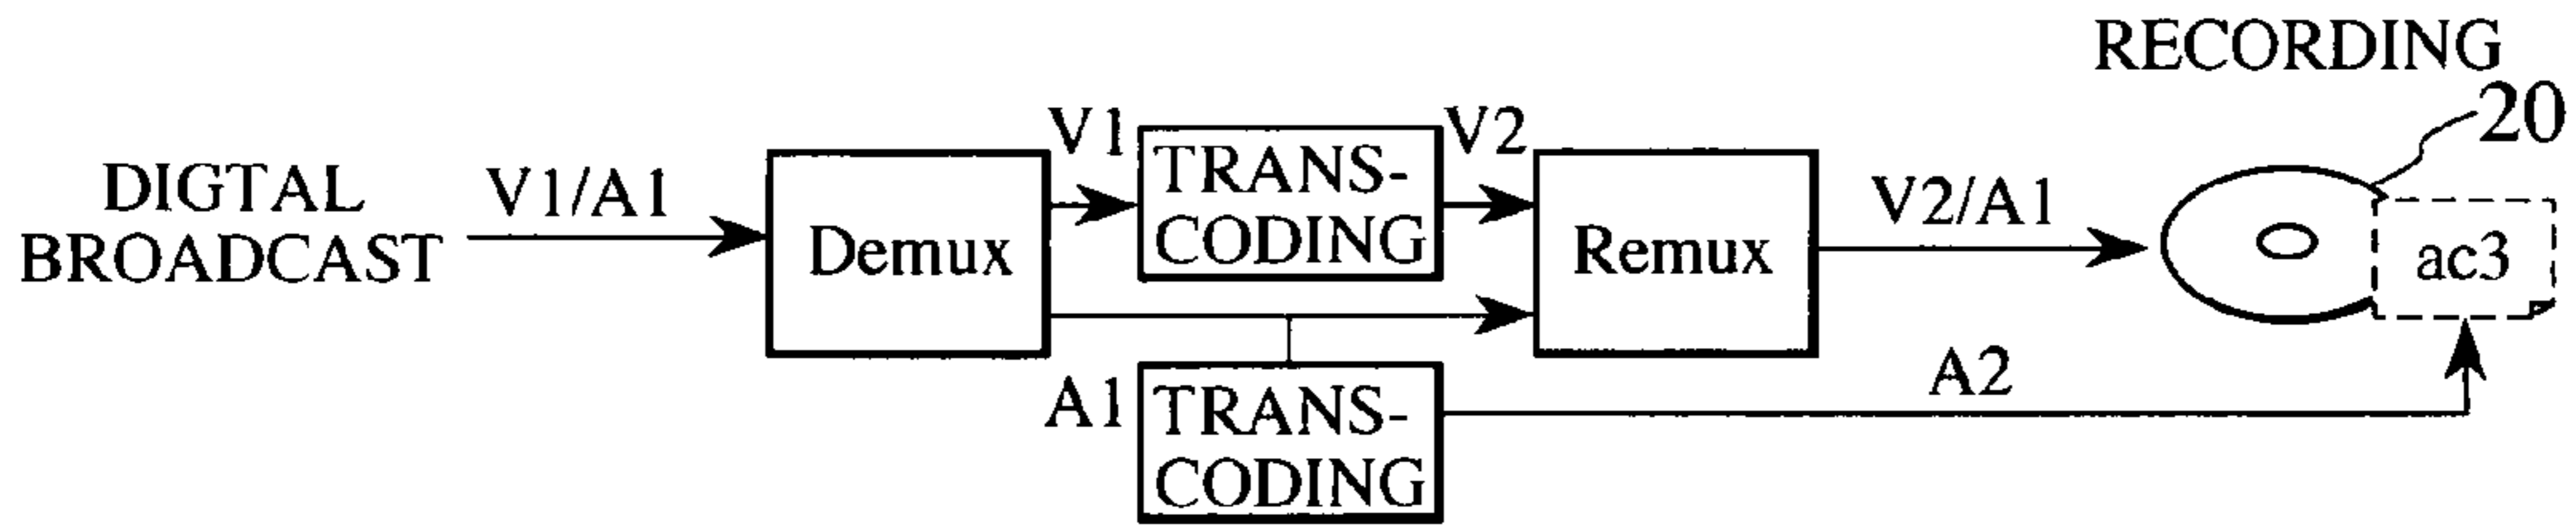 RECORDING
20
DIGTAL
BROADCAST
V1/A1
Demux
V1
TRANS-
CODING
V2
Remux
V2/A1
ac3
A1
TRANS-
CODING
A2